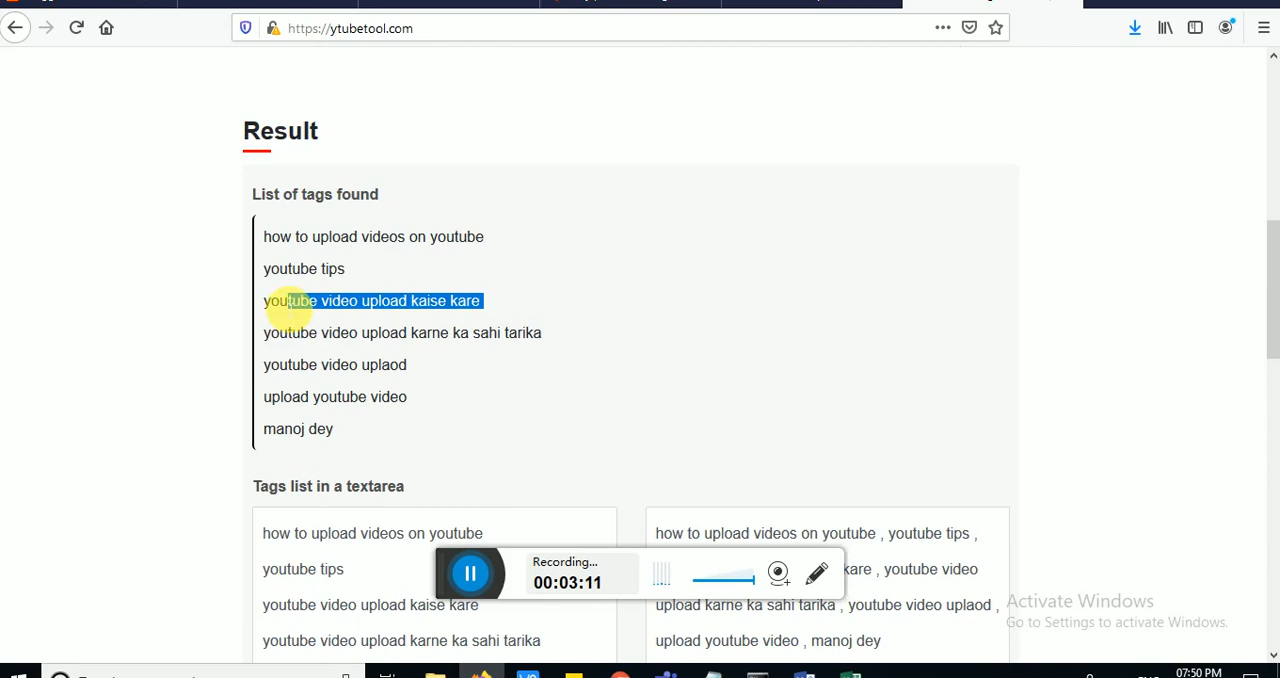 https://ytubetool.com
Result
List of tags found
how to upload videos on youtube
youtube tips
youtube video upload kaise kare
youtube video upload karne ka sahi tarika
youtube video uplaod
upload youtube video
manoj dey
Tags list in a textarea
how to upload videos on youtube
youtube tips
youtube video upload kaise kare
youtube video upload karne ka sahi tarika
how to upload videos on youtube , youtube tips ,
kare , youtube video
upload karne ka sahi tarika , youtube video uplaod ,
upload youtube video , manoj dey
Recording...
00:03:11
Activate Windows
Go to Settings to activate Windows.
07:50 PM